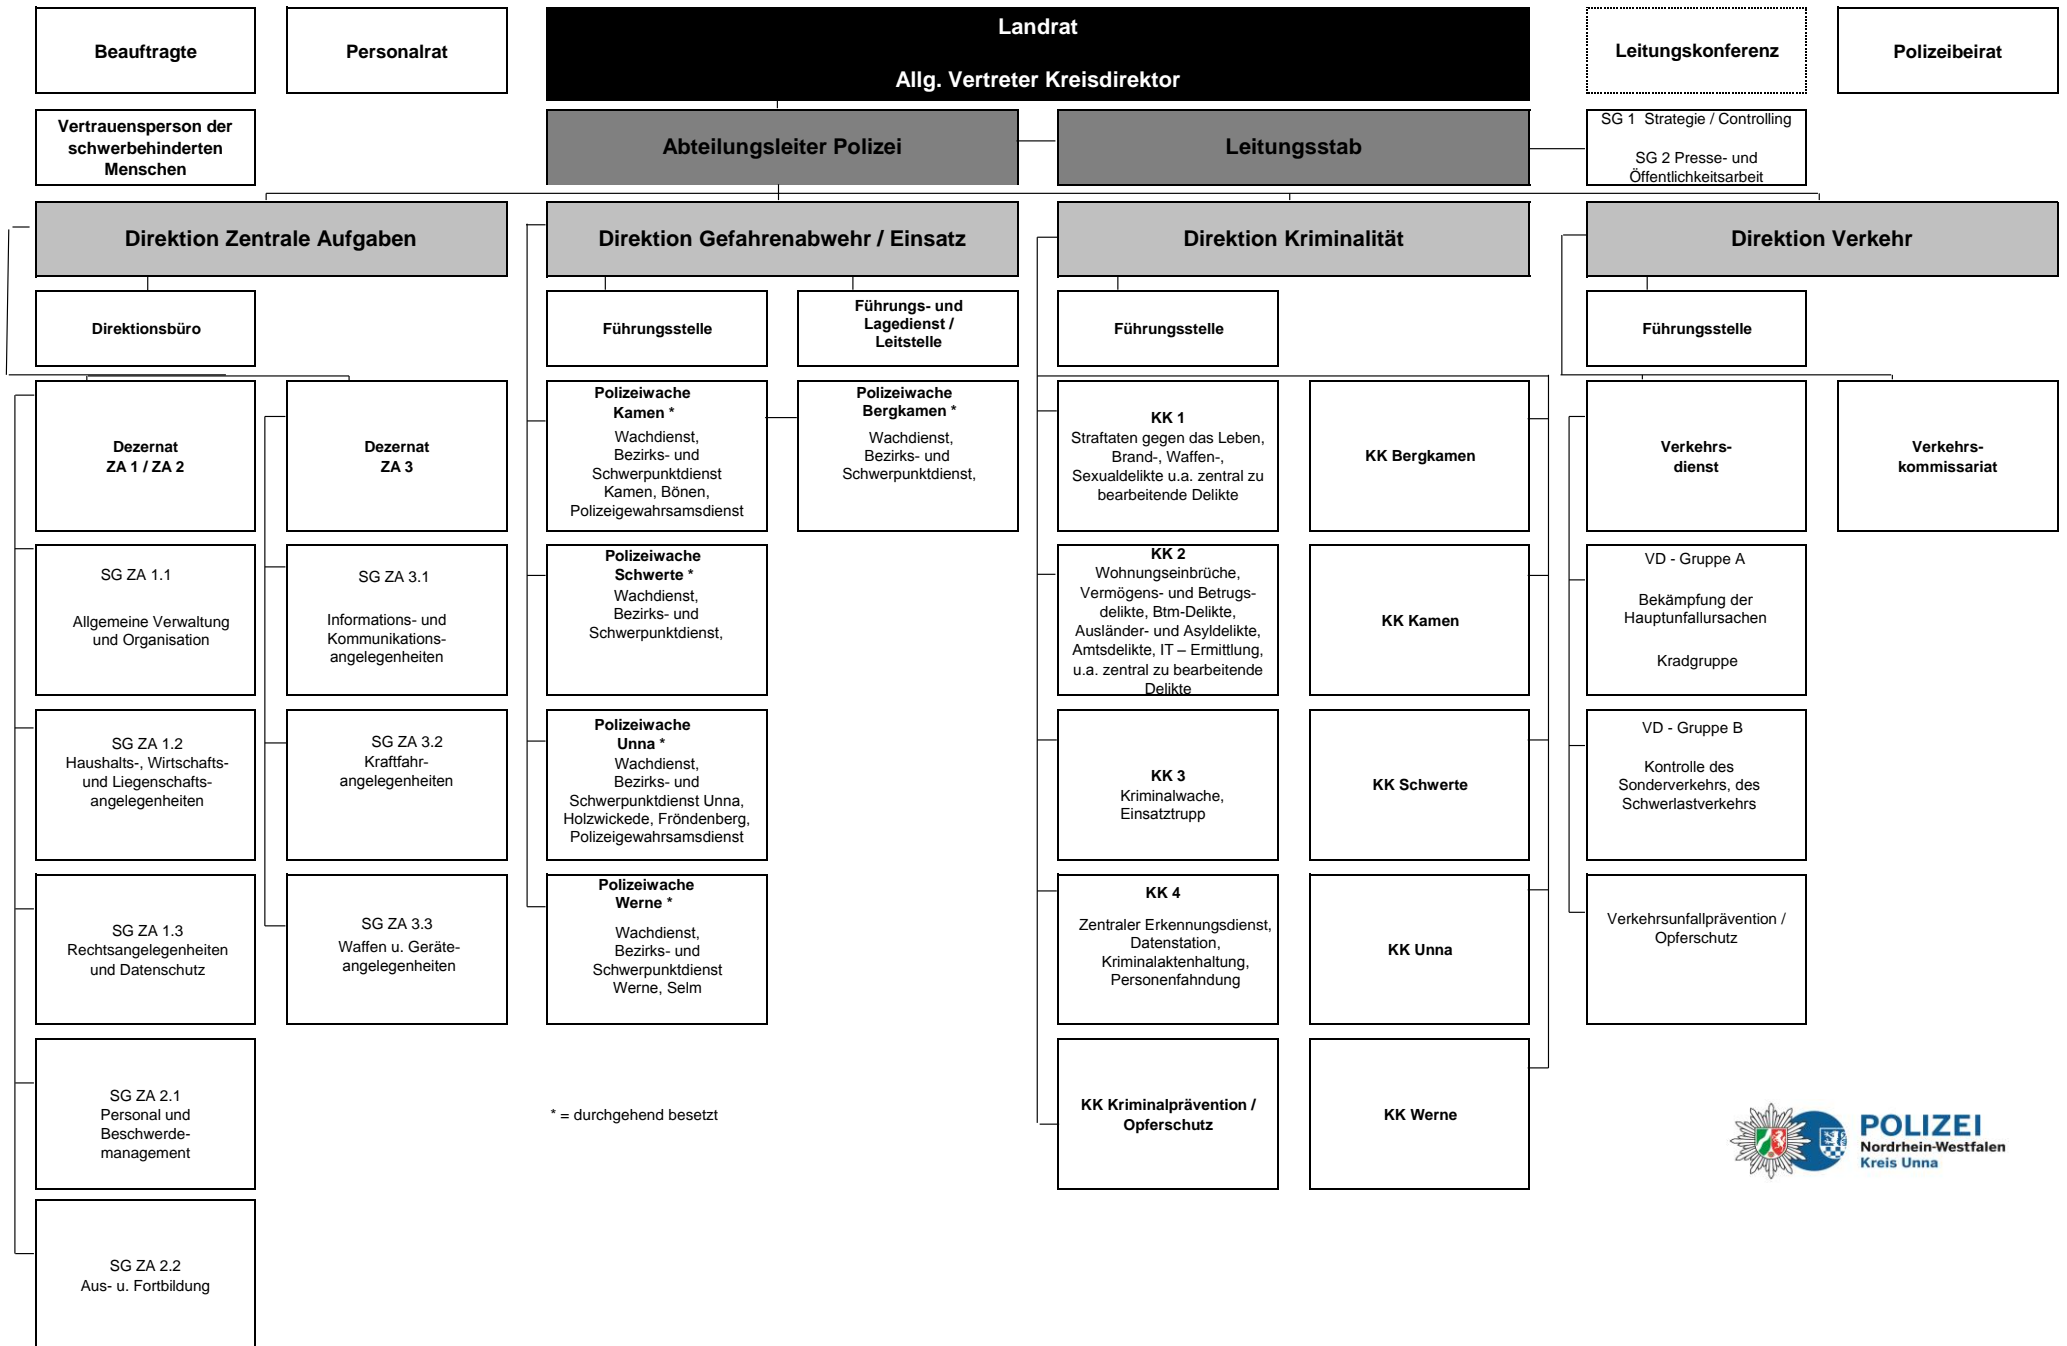 Beauftragte
Personalrat
Landrat
Allg. Vertreter Kreisdirektor
Leitungskonferenz
Polizeibeirat
Vertrauensperson der
schwerbehinderten
Menschen
Abteilungsleiter Polizei
Leitungsstab
SG 1 Strategie / Controlling
SG 2 Presse- und
Öffentlichkeitsarbeit
Direktion Zentrale Aufgaben
Direktion Gefahrenabwehr / Einsatz
Direktion Kriminalität
Direktion Verkehr
Direktionsbüro
Führungsstelle
Führungs- und
Lagedienst /
Leitstelle
Führungsstelle
Führungsstelle
Dezernat
ZA 1 / ZA 2
Dezernat
ZA 3
Polizeiwache
Kamen *
Wachdienst,
Bezirks- und
Schwerpunktdienst
Kamen, Bönen,
Polizeigewahrsamsdienst
Polizeiwache
Bergkamen *
Wachdienst,
Bezirks- und
Schwerpunktdienst,
KK 1
Straftaten gegen das Leben,
Brand-, Waffen-,
Sexualdelikte u.a. zentral zu
bearbeitende Delikte
KK Bergkamen
Verkehrs-
dienst
Verkehrs-
kommissariat
SG ZA 1.1
Allgemeine Verwaltung
und Organisation
SG ZA 3.1
Informations- und
Kommunikations-
angelegenheiten
Polizeiwache
Schwerte *
Wachdienst,
Bezirks- und
Schwerpunktdienst,
KK 2
Wohnungseinbrüche,
Vermögens- und Betrugs-
delikte, Btm-Delikte,
Ausländer- und Asyldelikte,
Amtsdelikte, IT – Ermittlung,
u.a. zentral zu bearbeitende
Delikte
KK Kamen
VD - Gruppe A
Bekämpfung der
Hauptunfallursachen
Kradgruppe
SG ZA 1.2
Haushalts-, Wirtschafts-
und Liegenschafts-
angelegenheiten
SG ZA 3.2
Kraftfahr-
angelegenheiten
Polizeiwache
Unna *
Wachdienst,
Bezirks- und
Schwerpunktdienst Unna,
Holzwickede, Fröndenberg,
Polizeigewahrsamsdienst
KK 3
Kriminalwache,
Einsatztrupp
KK Schwerte
VD - Gruppe B
Kontrolle des
Sonderverkehrs, des
Schwerlastverkehrs
SG ZA 1.3
Rechtsangelegenheiten
und Datenschutz
SG ZA 3.3
Waffen u. Geräte-
angelegenheiten
Polizeiwache
Werne *
Wachdienst,
Bezirks- und
Schwerpunktdienst
Werne, Selm
KK 4
Zentraler Erkennungsdienst,
Datenstation,
Kriminalaktenhaltung,
Personenfahndung
KK Unna
Verkehrsunfallprävention /
Opferschutz
SG ZA 2.1
Personal und
Beschwerde-
management
* = durchgehend besetzt
KK Kriminalprävention /
Opferschutz
KK Werne
POLIZEI
Nordrhein-Westfalen
Kreis Unna
SG ZA 2.2
Aus- u. Fortbildung